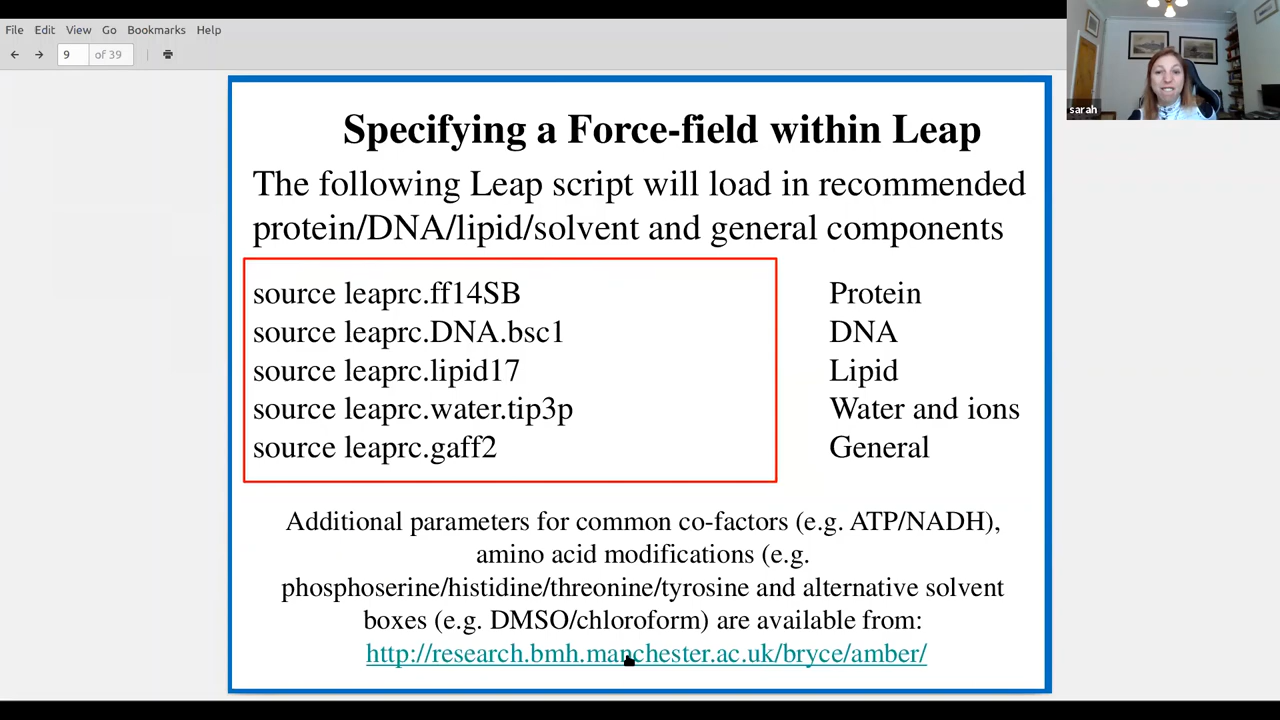 File Edit View Go Bookmarks Help
9 of 39
sarah
Specifying a Force-field within Leap
The following Leap script will load in recommended
protein/DNA/lipid/solvent and general components
source leaprc.ff14SB Protein
source leaprc.DNA.bsc1 DNA
source leaprc.lipid17 Lipid
source leaprc.water.tip3p Water and ions
source leaprc.gaff2 General
Additional parameters for common co-factors (e.g. ATP/NADH),
amino acid modifications (e.g.
phosphoserine/histidine/threonine/tyrosine and alternative solvent
boxes (e.g. DMSO/chloroform) are available from:
http://research.bmh.manchester.ac.uk/bryce/amber/